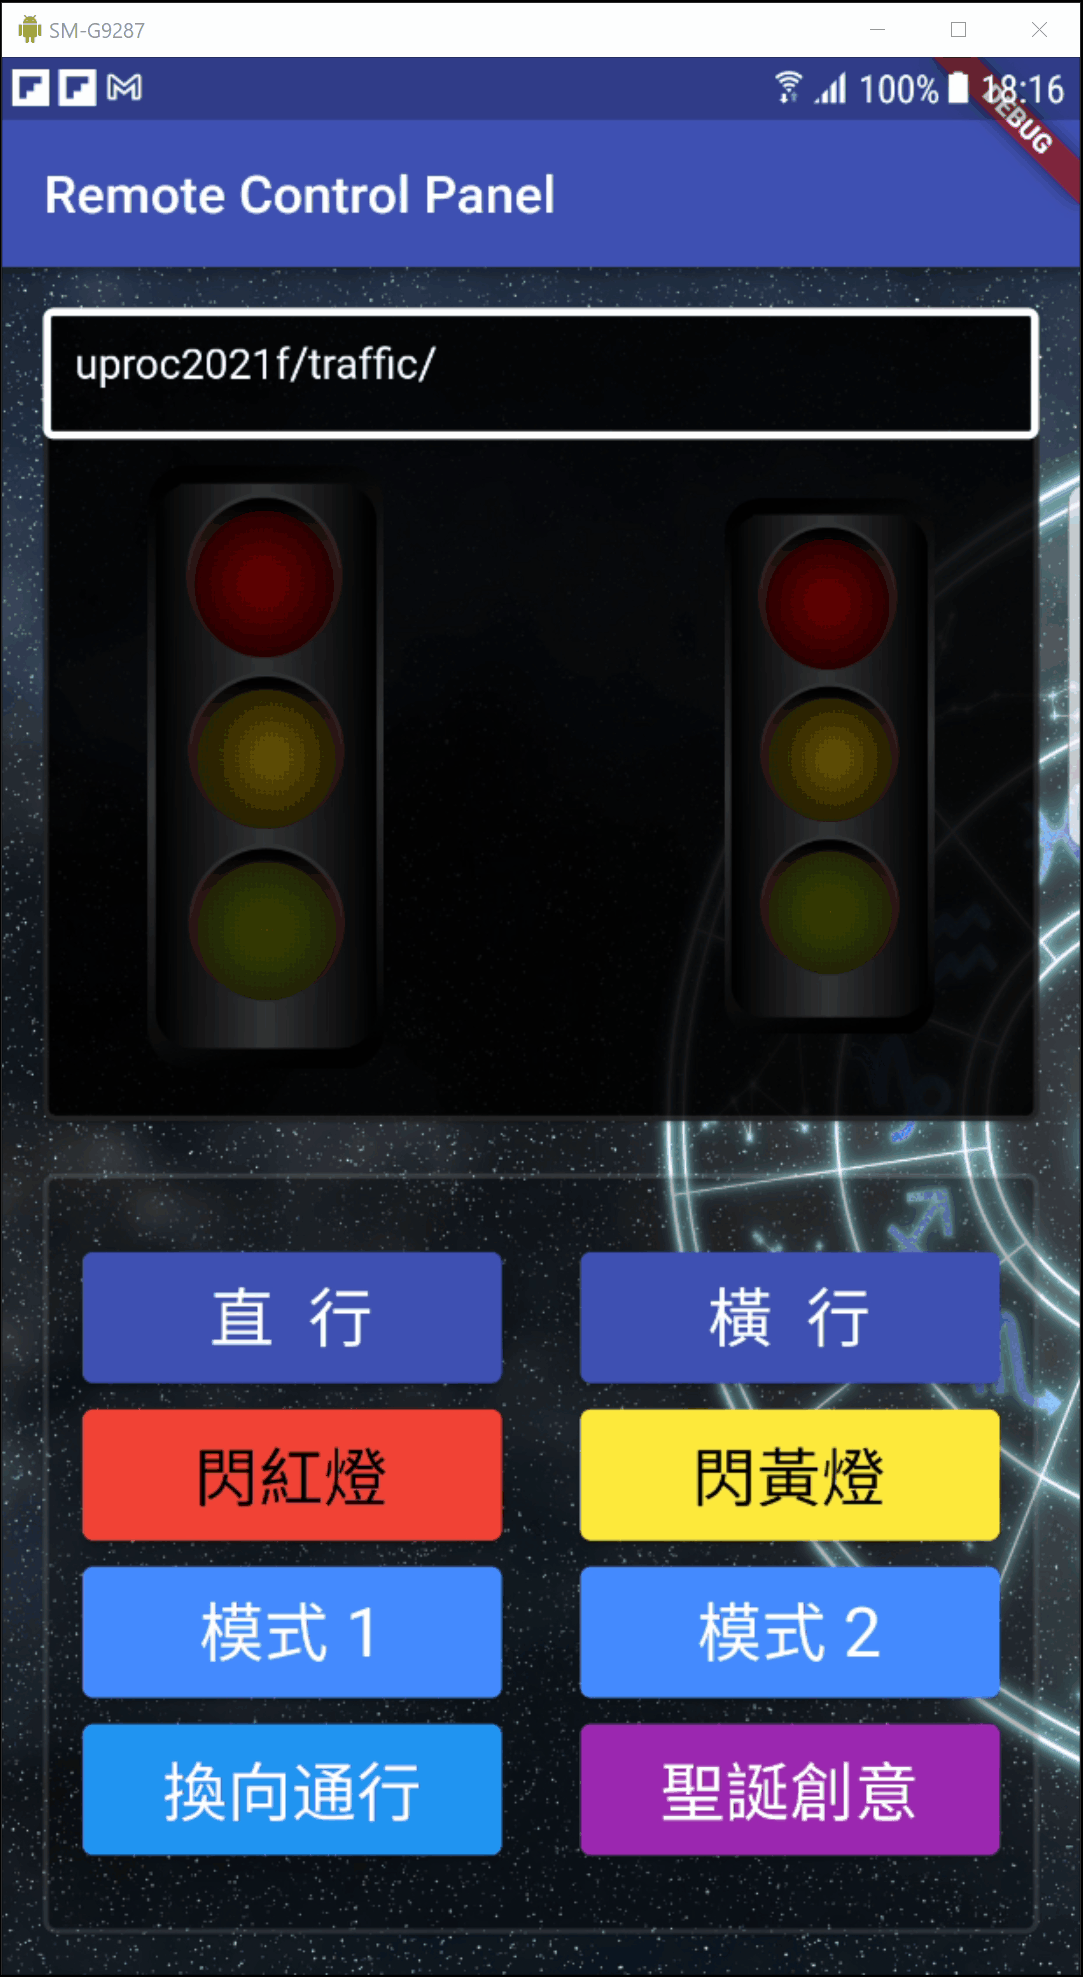 SM-G9287
100% 18:16
DEBUG
Remote Control Panel
uproc2021f/traffic/
直 行
橫 行
閃紅燈
閃黃燈
模式 1
模式 2
換向通行
聖誕創意